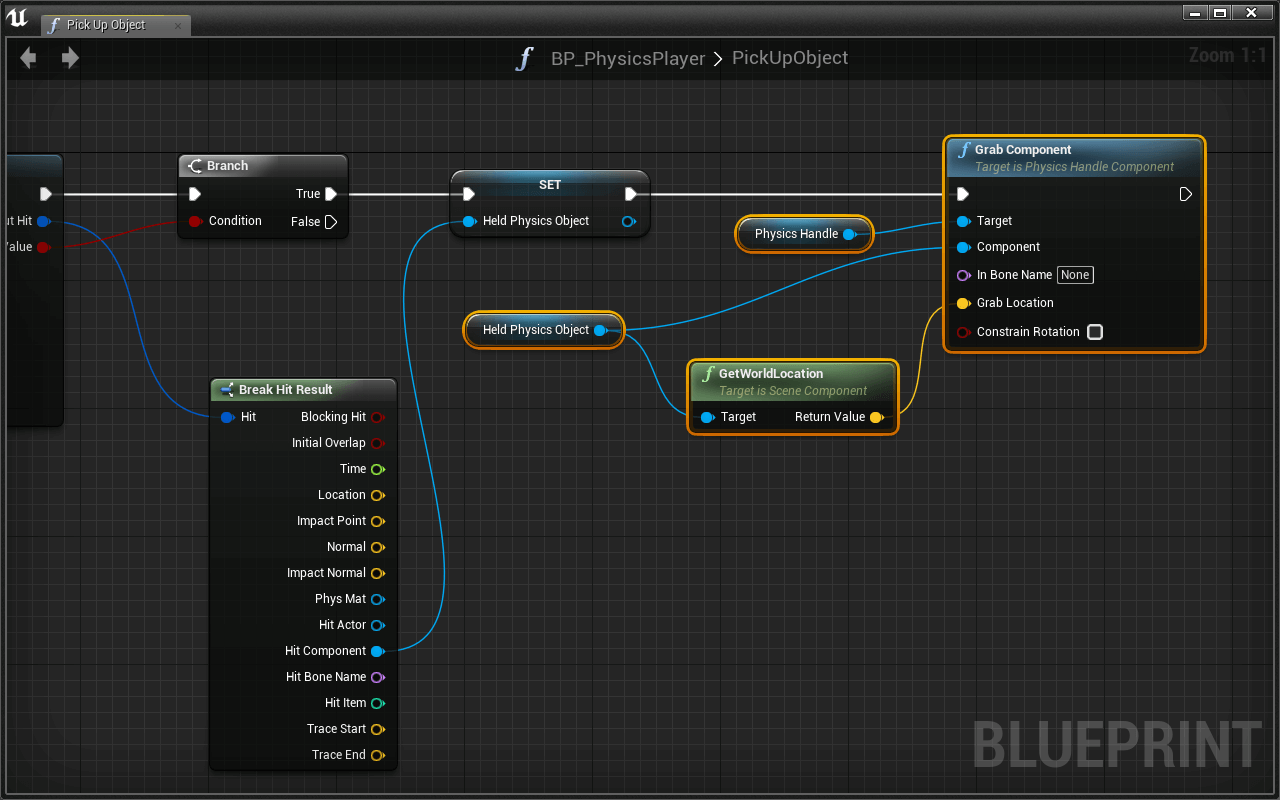 Pick Up Object
BP_PhysicsPlayer > PickUpObject
Zoom 1:1
Branch
True
Condition
False
ut Hit
alue
SET
Held Physics Object
Physics Handle
Held Physics Object
Grab Component
Target is Physics Handle Component
Target
Component
In Bone Name None
Grab Location
Constrain Rotation
GetWorldLocation
Target is Scene Component
Target Return Value
Break Hit Result
Hit Blocking Hit
Initial Overlap
Time
Location
Impact Point
Normal
Impact Normal
Phys Mat
Hit Actor
Hit Component
Hit Bone Name
Hit Item
Trace Start
Trace End
BLUEPRINT